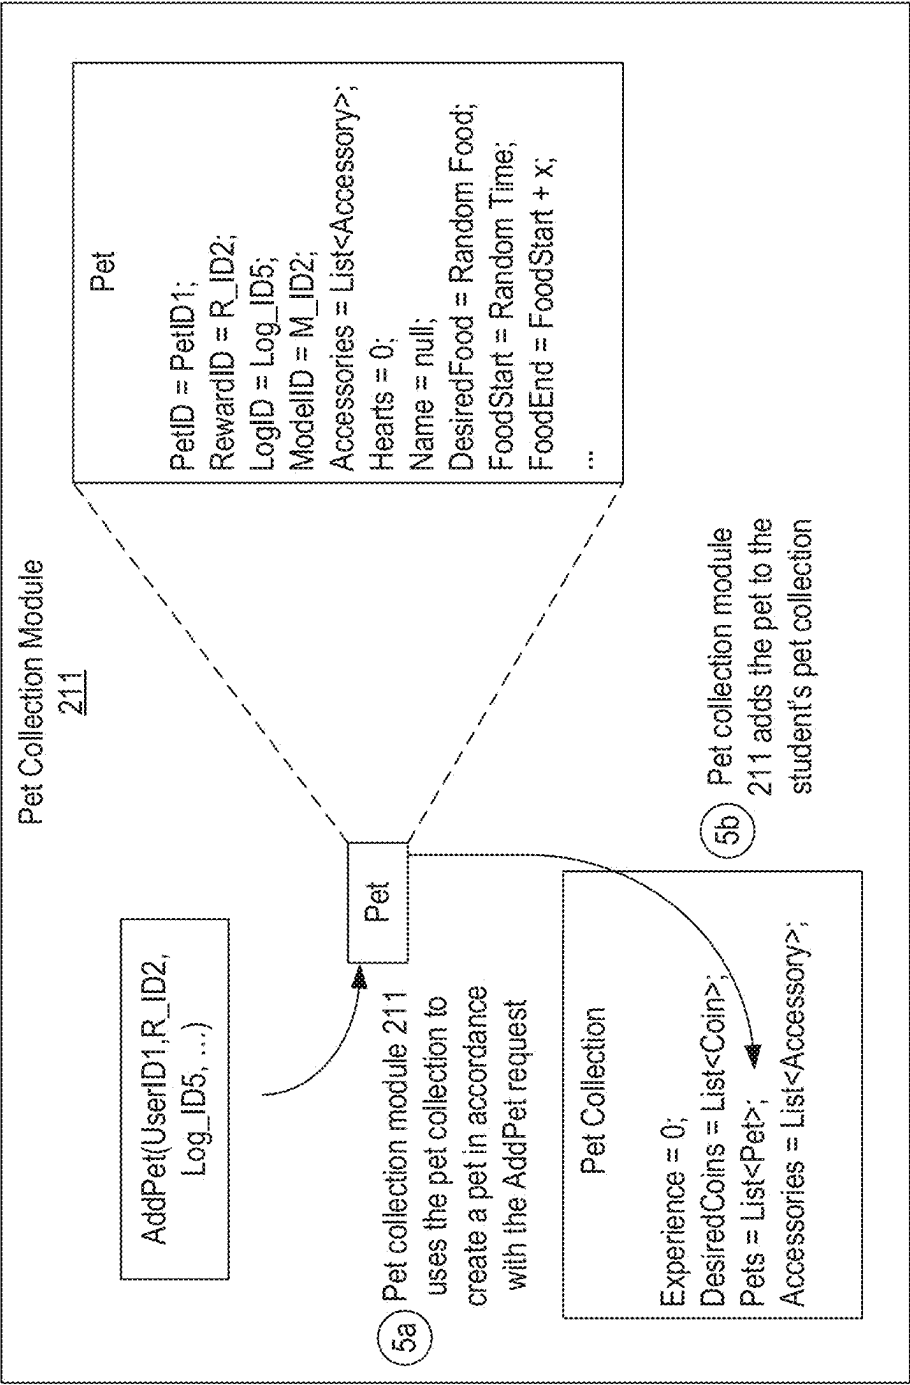 Pet Collection Module
211
AddPet(UserID1,R_ID2,
Log_ID5, ...)
Pet
Pet
PetID = PetID1;
RewardID = R_ID2;
LogID = Log_ID5;
ModelID = M_ID2;
Accessories = List<Accessory>;
Hearts = 0;
Name = null;
DesiredFood = Random Food;
FoodStart = Random Time;
FoodEnd = FoodStart + x;
...
5a
Pet collection module 211
uses the pet collection to
create a pet in accordance
with the AddPet request
Pet Collection
Experience = 0;
DesiredCoins = List<Coin>;
Pets = List<Pet>;
Accessories = List<Accessory>;
5b
Pet collection module
211 adds the pet to the
student's pet collection